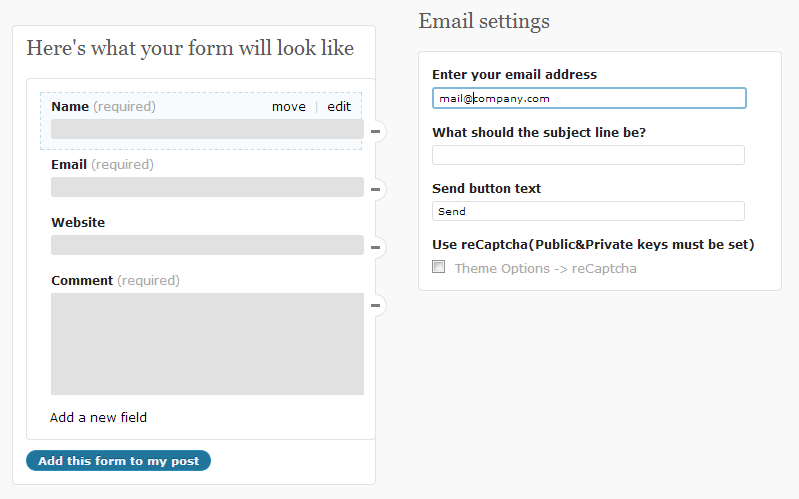 Here's what your form will look like
Name (required) move | edit
Email (required)
Website
Comment (required)
Add a new field
Add this form to my post
Email settings
Enter your email address
mail@company.com
What should the subject line be?
Send button text
Send
Use reCaptcha(Public&Private keys must be set)
Theme Options -> reCaptcha